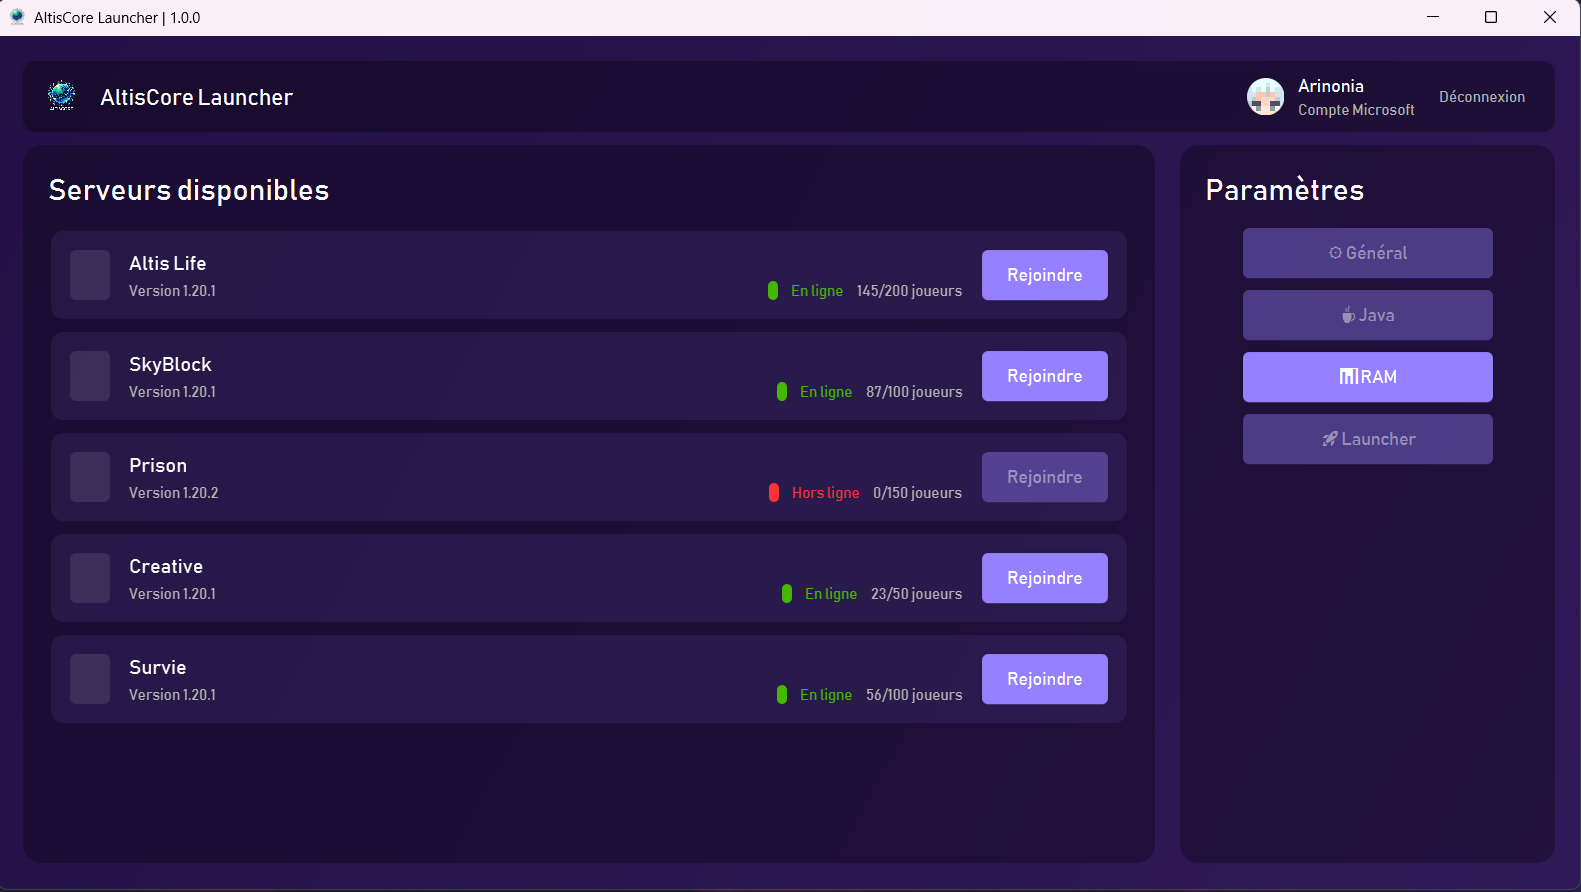 AltisCore Launcher | 1.0.0
AltisCore Launcher
Arinonia
Compte Microsoft
Déconnexion
Serveurs disponibles
Altis Life
Version 1.20.1
En ligne 145/200 joueurs
Rejoindre
SkyBlock
Version 1.20.1
En ligne 87/100 joueurs
Rejoindre
Prison
Version 1.20.2
Hors ligne 0/150 joueurs
Rejoindre
Creative
Version 1.20.1
En ligne 23/50 joueurs
Rejoindre
Survie
Version 1.20.1
En ligne 56/100 joueurs
Rejoindre
Paramètres
Général
Java
RAM
Launcher